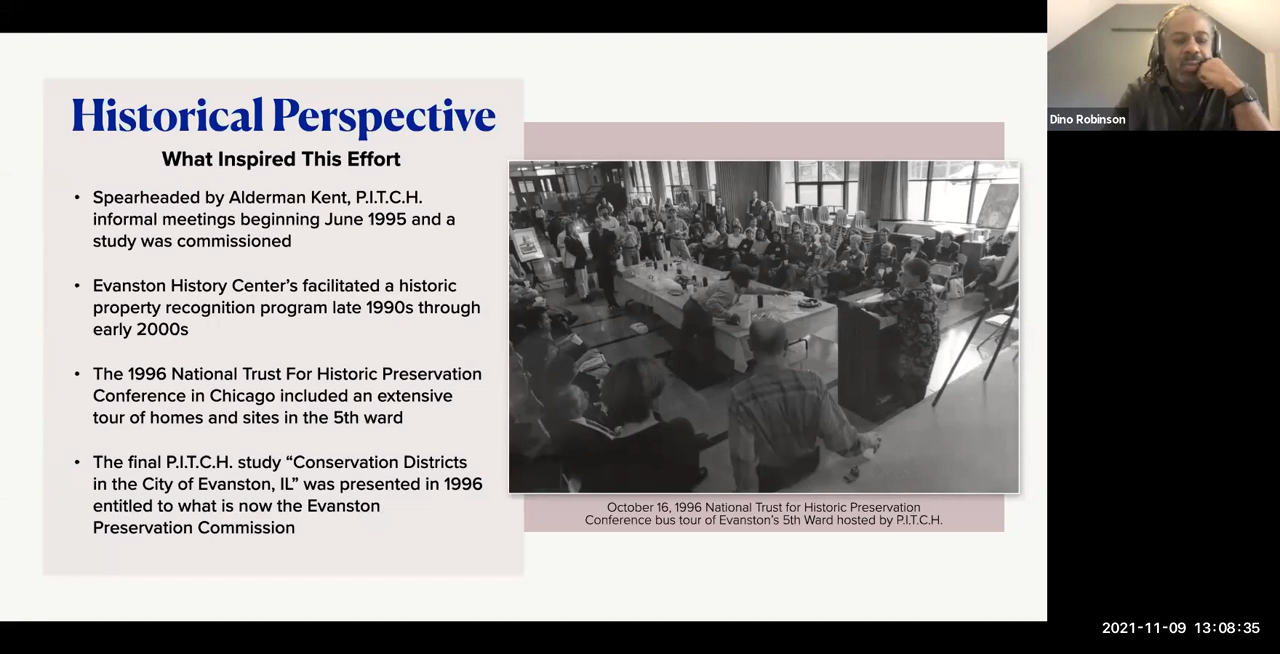 Historical Perspective
What Inspired This Effort
• Spearheaded by Alderman Kent, P.I.T.C.H.
informal meetings beginning June 1995 and a
study was commissioned
• Evanston History Center’s facilitated a historic
property recognition program late 1990s through
early 2000s
• The 1996 National Trust For Historic Preservation
Conference in Chicago included an extensive
tour of homes and sites in the 5th ward
• The final P.I.T.C.H. study “Conservation Districts
in the City of Evanston, IL” was presented in 1996
entitled to what is now the Evanston
Preservation Commission
October 16, 1996 National Trust for Historic Preservation
Conference bus tour of Evanston’s 5th Ward hosted by P.I.T.C.H.
Dino Robinson
2021-11-09 13:08:35